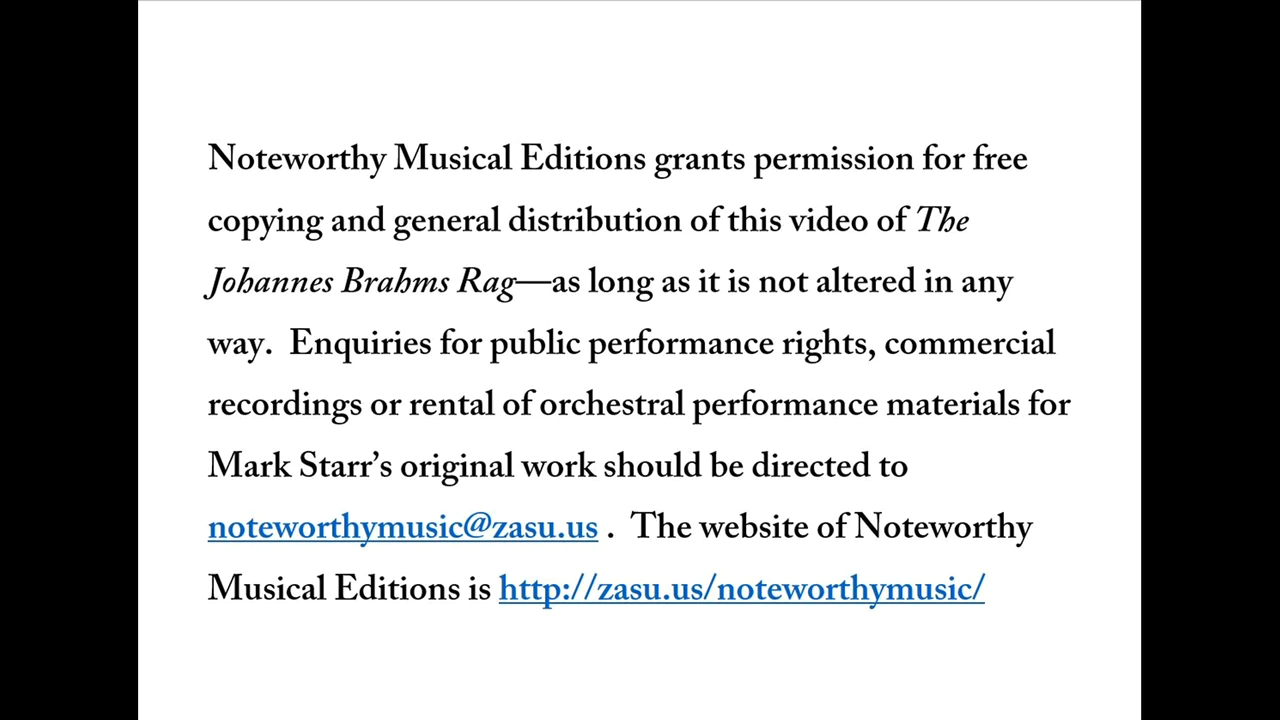 Noteworthy Musical Editions grants permission for free
copying and general distribution of this video of The
Johannes Brahms Rag—as long as it is not altered in any
way.  Enquiries for public performance rights, commercial
recordings or rental of orchestral performance materials for
Mark Starr’s original work should be directed to
noteworthymusic@zasu.us .  The website of Noteworthy
Musical Editions is http://zasu.us/noteworthymusic/